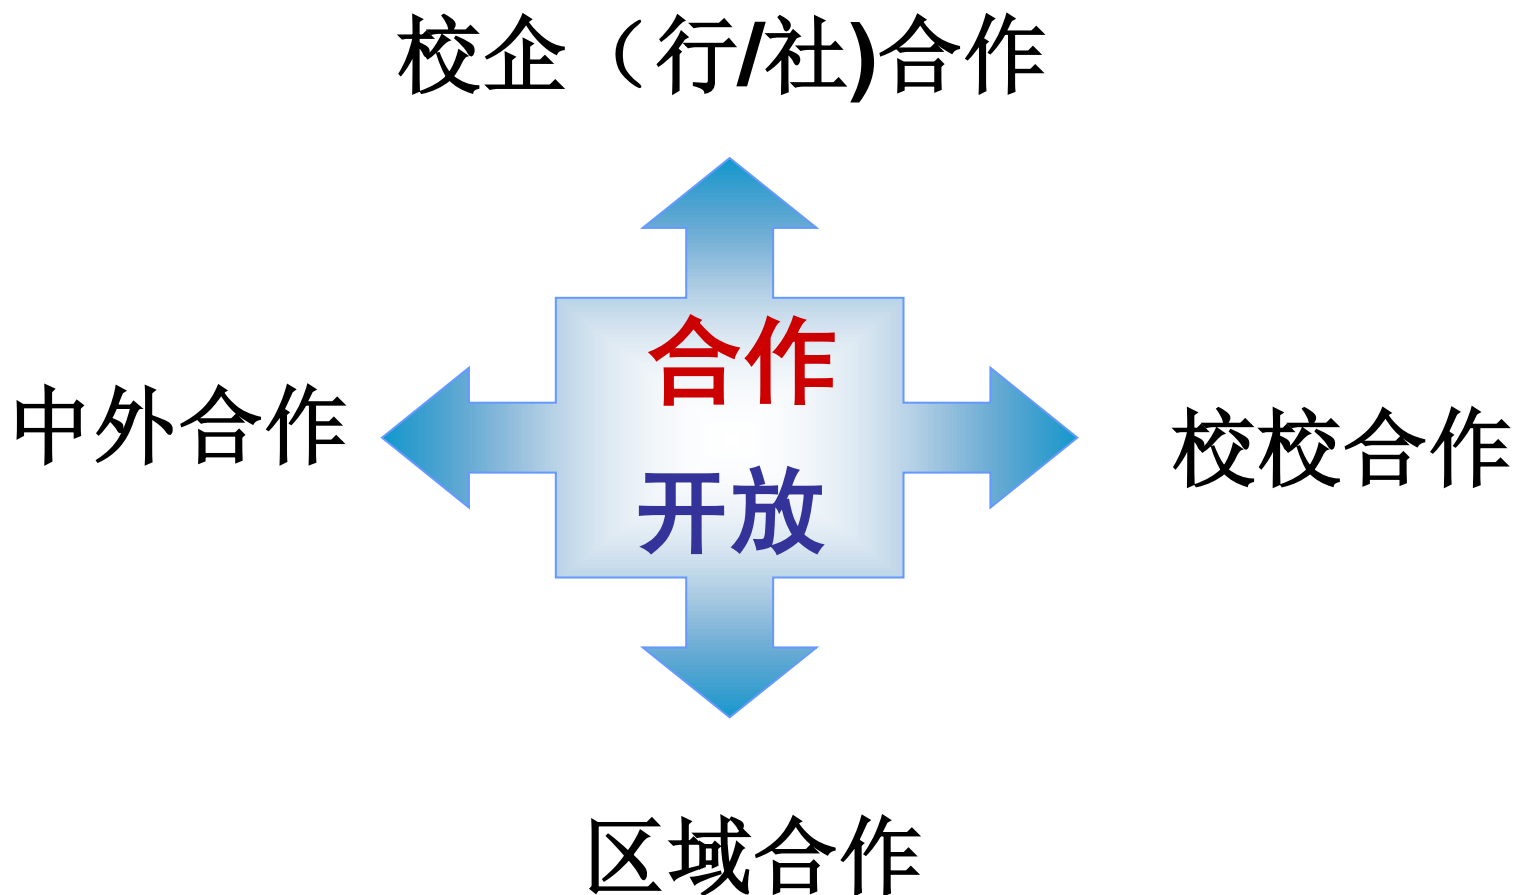 校企（行/社)合作
合作
中外合作
校校合作
开放
区域合作